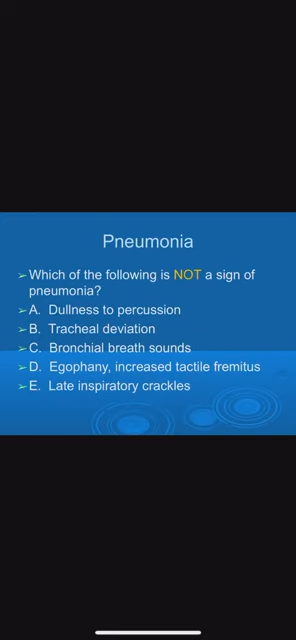 Pneumonia
➢Which of the following is NOT a sign of
pneumonia?
➢A. Dullness to percussion
➢B. Tracheal deviation
➢C. Bronchial breath sounds
➢D. Egophany, increased tactile fremitus
➢E. Late inspiratory crackles